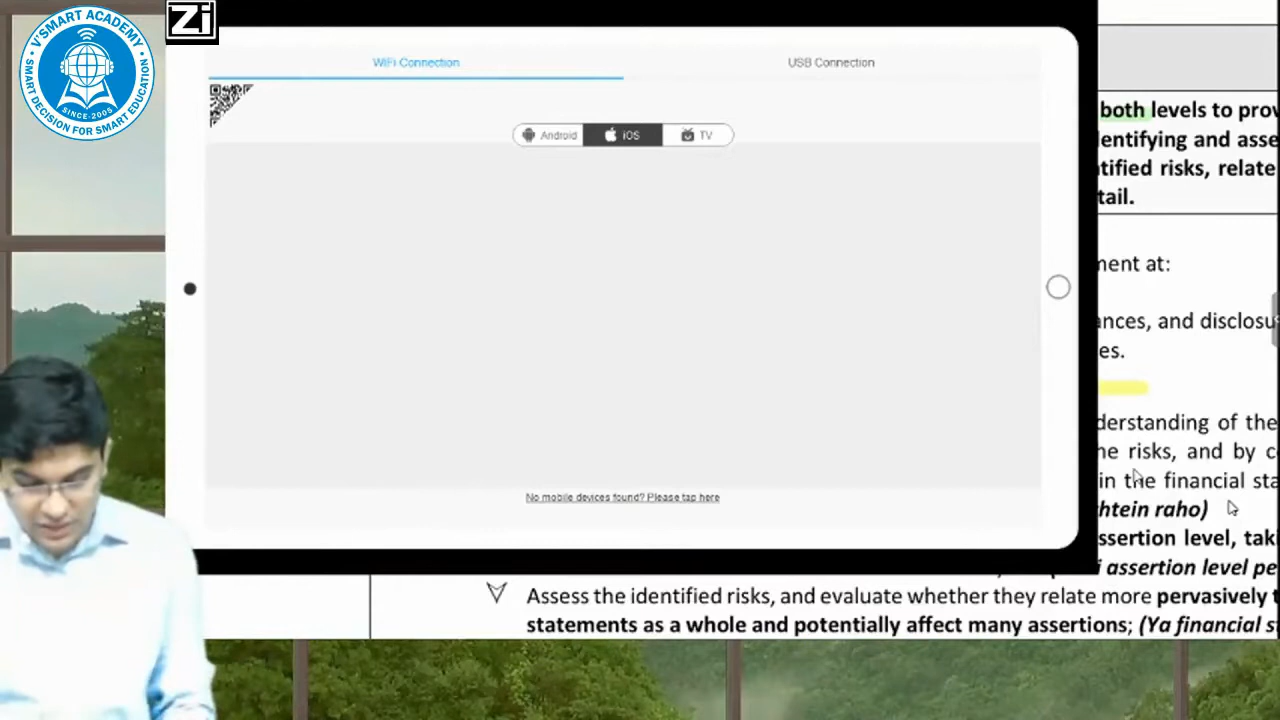 V'SMART ACADEMY
SINCE-2005
SMART DECISION FOR SMART EDUCATION
Zi
WiFi Connection
USB Connection
Android
iOS
TV
No mobile devices found? Please tap here
both levels to prov
entifying and asse
tified risks, relate
tail.
ment at:
ances, and disclosu
es.
derstanding of the
he risks, and by c
in the financial sta
htein raho)
ssertion level, tak
i assertion level pe
Assess the identified risks, and evaluate whether they relate more pervasively t
statements as a whole and potentially affect many assertions; (Ya financial s